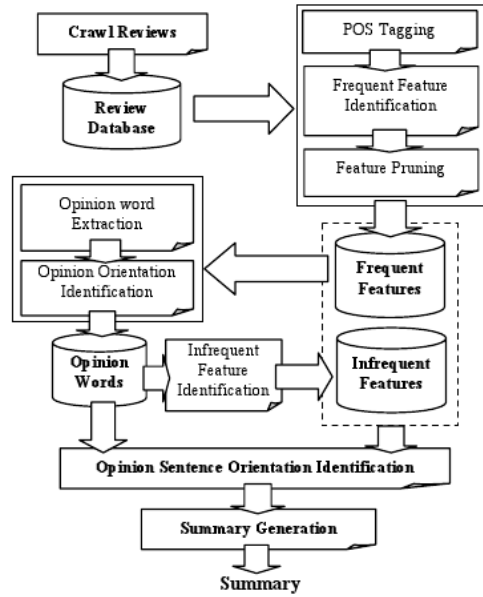 Crawl Reviews
Review
Database
POS Tagging
Frequent Feature
Identification
Feature Pruning
Opinion word
Extraction
Opinion Orientation
Identification
Frequent
Features
Opinion
Words
Infrequent
Feature
Identification
Infrequent
Features
Opinion Sentence Orientation Identification
Summary Generation
Summary